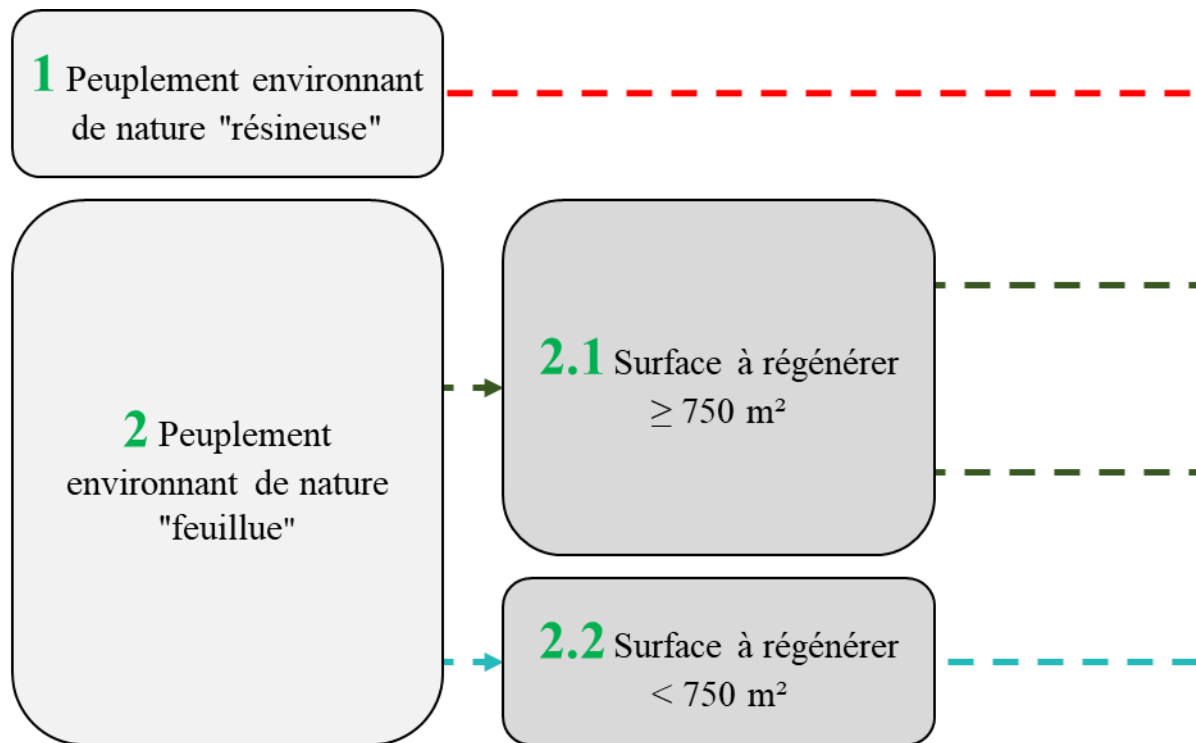 1 Peuplement environnant
de nature "résineuse"
2 Peuplement
environnant de nature
"feuillue"
2.1 Surface à régénérer
≥ 750 m²
2.2 Surface à régénérer
< 750 m²